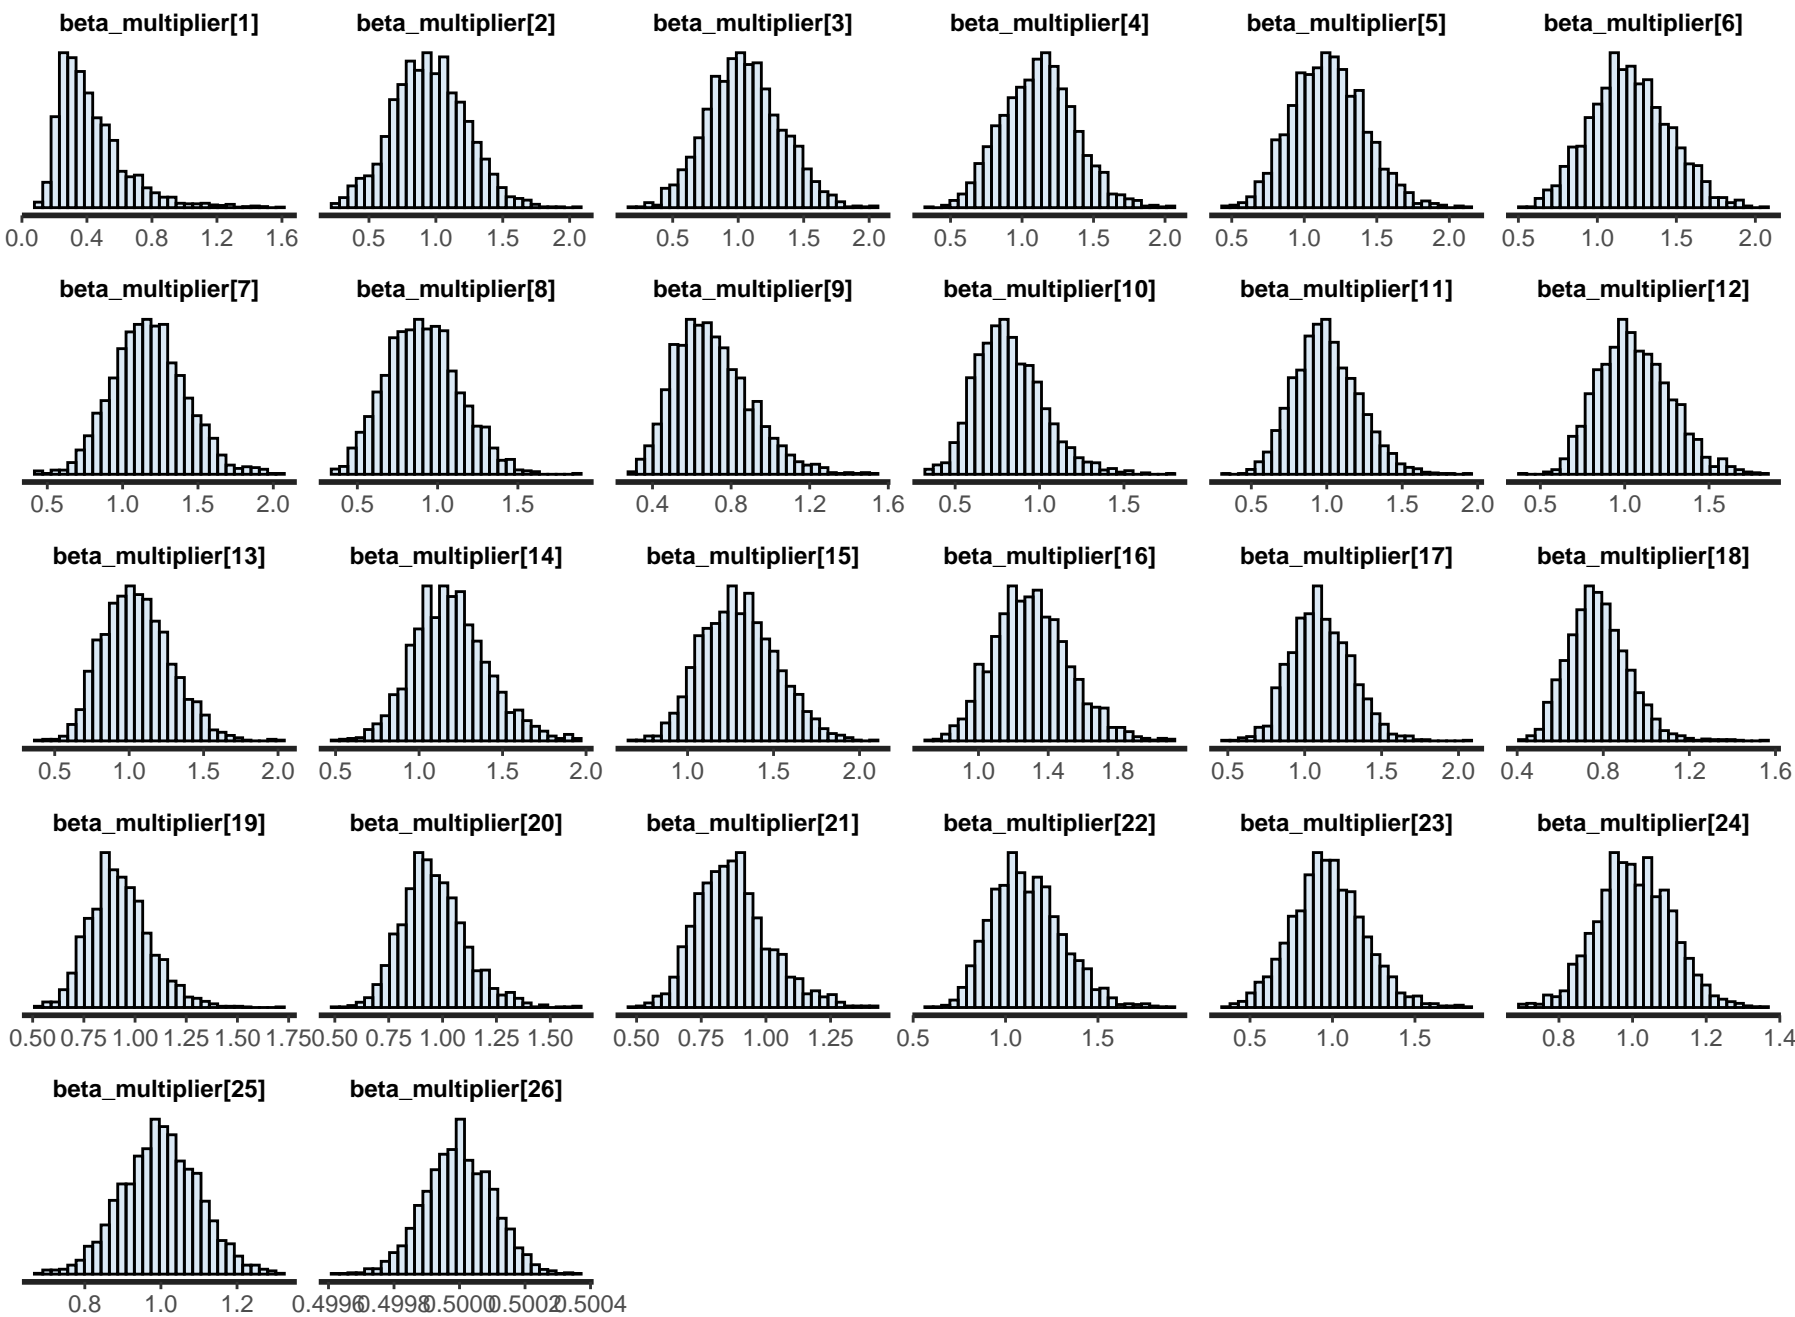 beta_multiplier[1] beta_multiplier[2] beta_multiplier[3] beta_multiplier[4] beta_multiplier[5] beta_multiplier[6]
0.0 0.4 0.8 1.2 1.6 0.5 1.0 1.5 2.0 0.5 1.0 1.5 2.0 0.5 1.0 1.5 2.0 0.5 1.0 1.5 2.0 0.5 1.0 1.5 2.0
beta_multiplier[7] beta_multiplier[8] beta_multiplier[9] beta_multiplier[10] beta_multiplier[11] beta_multiplier[12]
0.5 1.0 1.5 2.0 0.5 1.0 1.5 0.4 0.8 1.2 1.6 0.5 1.0 1.5 0.5 1.0 1.5 2.0 0.5 1.0 1.5
beta_multiplier[13] beta_multiplier[14] beta_multiplier[15] beta_multiplier[16] beta_multiplier[17] beta_multiplier[18]
0.5 1.0 1.5 2.0 0.5 1.0 1.5 2.0 1.0 1.5 2.0 1.0 1.4 1.8 0.5 1.0 1.5 2.0 0.4 0.8 1.2 1.6
beta_multiplier[19] beta_multiplier[20] beta_multiplier[21] beta_multiplier[22] beta_multiplier[23] beta_multiplier[24]
0.50 0.75 1.00 1.25 1.50 1.75 0.50 0.75 1.00 1.25 1.50 0.50 0.75 1.00 1.25 0.5 1.0 1.5 0.5 1.0 1.5 0.8 1.0 1.2 1.4
beta_multiplier[25] beta_multiplier[26]
0.8 1.0 1.2 0.4996 0.4998 0.5000 0.5002 0.5004